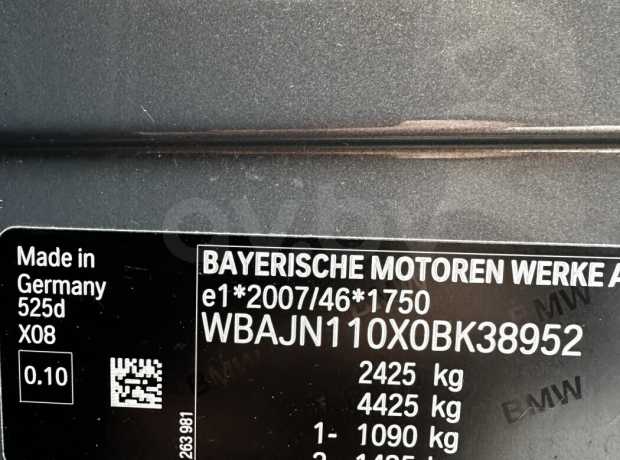 Made in
Germany
525d
X08
0.10
263 981
BAYERISCHE MOTOREN WERKE A
e1*2007/46*1750
WBAJN110X0BK38952
2425 kg
4425 kg
1- 1090 kg
BMW
BMW
BMW